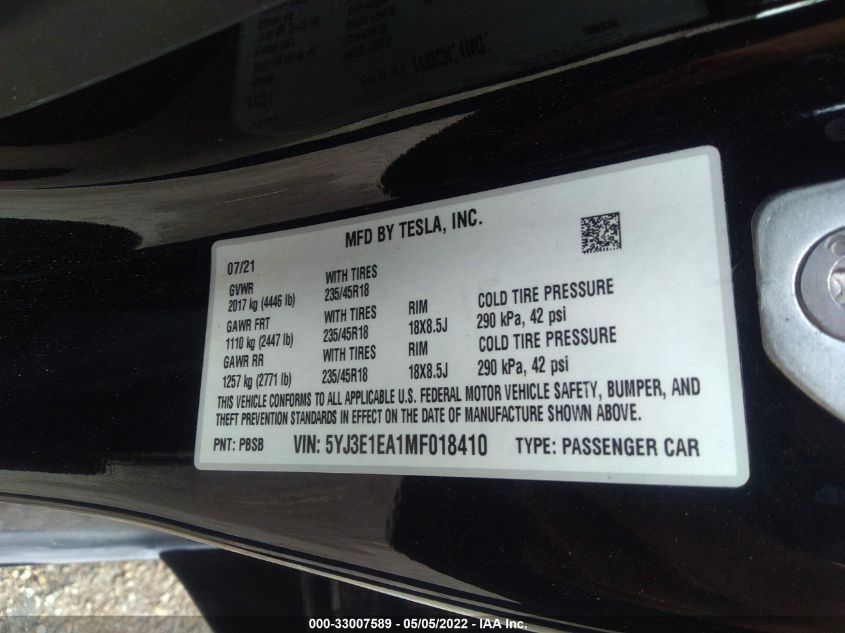 MFD BY TESLA, INC.
07/21
GVWR
2017 kg (4446 lb)
WITH TIRES
235/45R18
GAWR FRT
1110 kg (2447 lb)
WITH TIRES
235/45R18
RIM
18X8.5J
COLD TIRE PRESSURE
290 kPa, 42 psi
GAWR RR
1257 kg (2771 lb)
WITH TIRES
235/45R18
RIM
18X8.5J
COLD TIRE PRESSURE
290 kPa, 42 psi
THIS VEHICLE CONFORMS TO ALL APPLICABLE U.S. FEDERAL MOTOR VEHICLE SAFETY, BUMPER, AND
THEFT PREVENTION STANDARDS IN EFFECT ON THE DATE OF MANUFACTURE SHOWN ABOVE.
PNT: PBSB VIN: 5YJ3E1EA1MF018410 TYPE: PASSENGER CAR
000-33007589 - 05/05/2022 - IAA Inc.